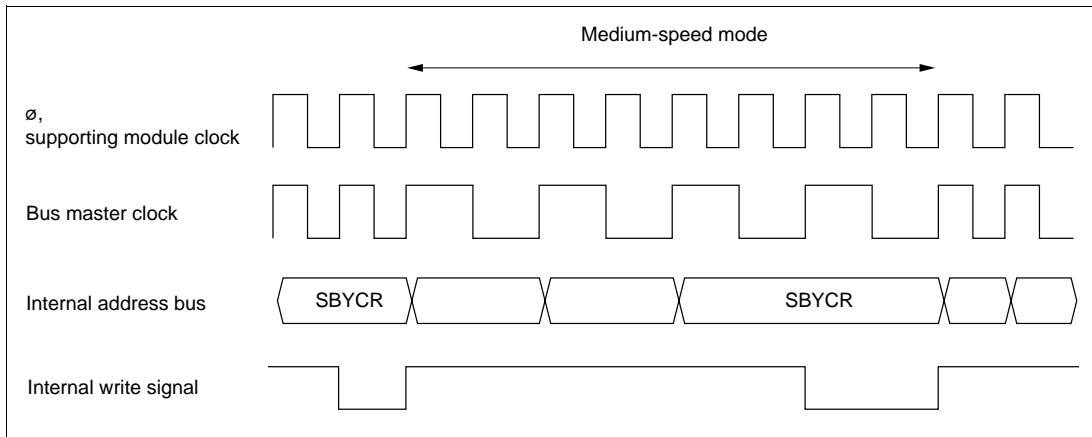 Medium-speed mode
ø,
supporting module clock
Bus master clock
Internal address bus
SBYCR
SBYCR
Internal write signal